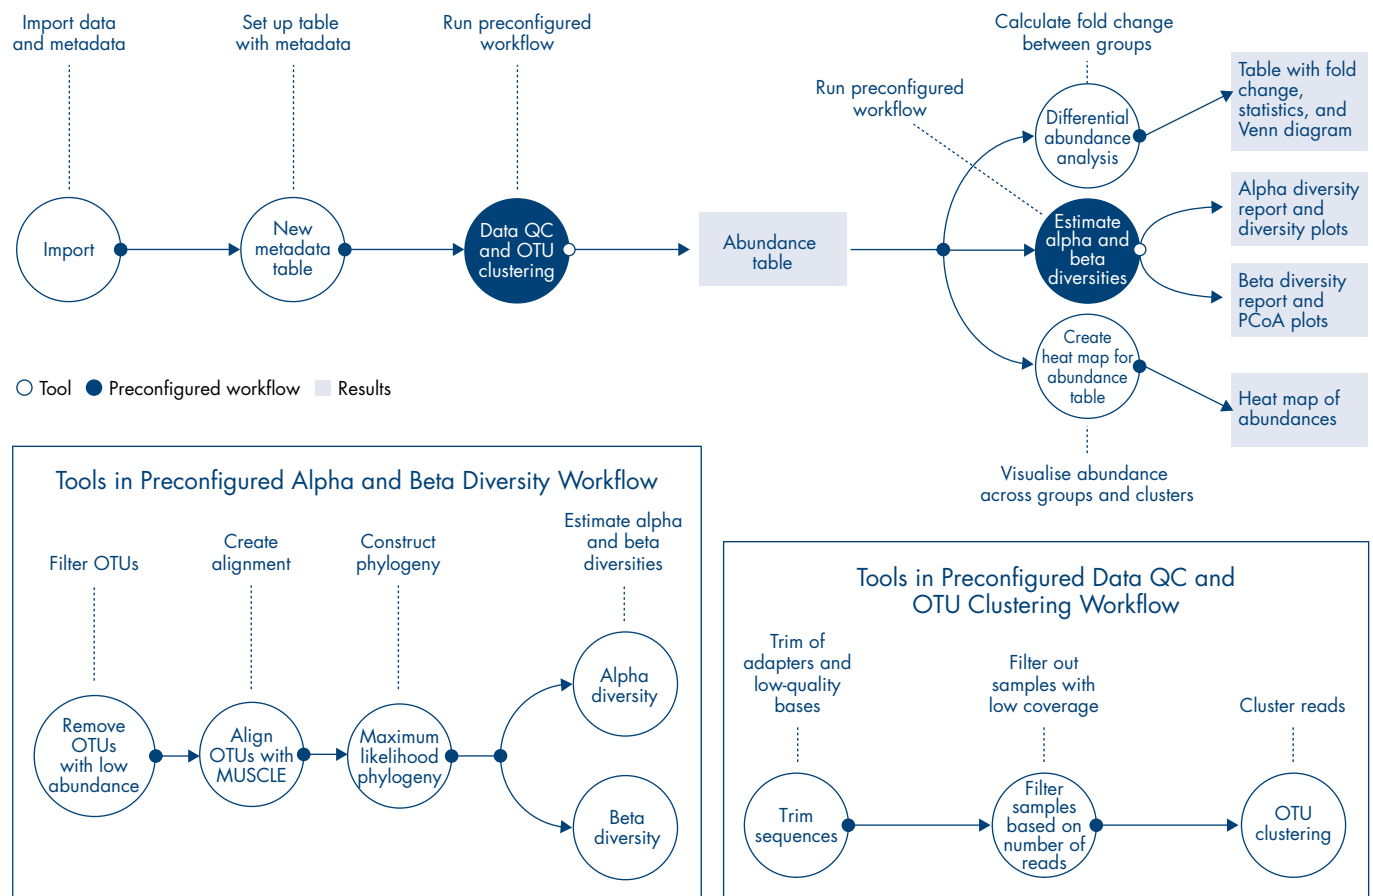 Import data
and metadata
Set up table
with metadata
Run preconfigured
workflow
Calculate fold change
between groups
Run preconfigured
workflow
Import
New
metadata
table
Data QC
and OTU
clustering
Abundance
table
Differential
abundance
analysis
Estimate
alpha and
beta
diversities
Create
heat map for
abundance
table
Table with fold
change,
statistics, and
Venn diagram
Alpha diversity
report and
diversity plots
Beta diversity
report and
PCoA plots
Heat map of
abundances
Visualise abundance
across groups and clusters
Tool
Preconfigured workflow
Results
Tools in Preconfigured Alpha and Beta Diversity Workflow
Filter OTUs
Create
alignment
Construct
phylogeny
Estimate alpha
and beta
diversities
Remove
OTUs
with low
abundance
Align
OTUs with
MUSCLE
Maximum
likelihood
phylogeny
Alpha
diversity
Beta
diversity
Tools in Preconfigured Data QC and
OTU Clustering Workflow
Trim of
adapters and
low-quality
bases
Filter out
samples with
low coverage
Cluster reads
Trim
sequences
Filter
samples
based on
number of
reads
OTU
clustering